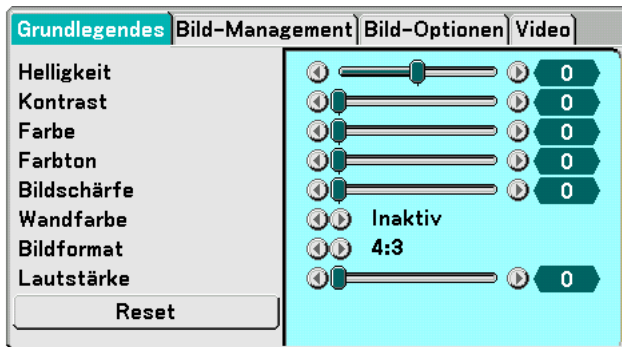 Grundlegendes Bild-Management Bild-Optionen Video
Helligkeit 0
Kontrast 0
Farbe 0
Farbton 0
Bildschärfe 0
Wandfarbe Inaktiv
Bildformat 4:3
Lautstärke 0
Reset